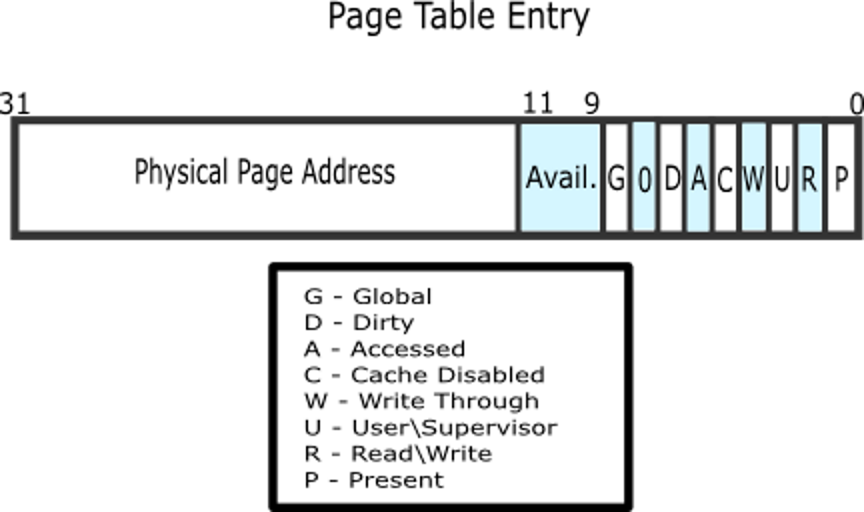 Page Table Entry
31 11 9 0
Physical Page Address Avail. G 0 D A C W U R P
G - Global
D - Dirty
A - Accessed
C - Cache Disabled
W - Write Through
U - User\Supervisor
R - Read\Write
P - Present